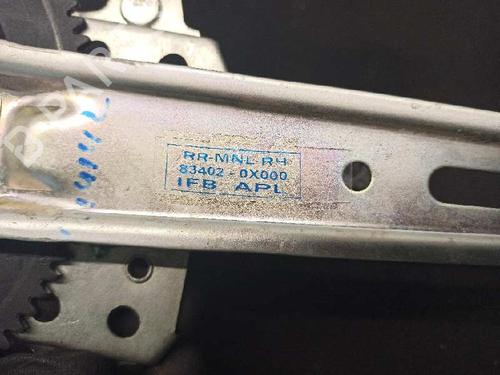 RR-MNL RH
83402-0X000
IFB APL